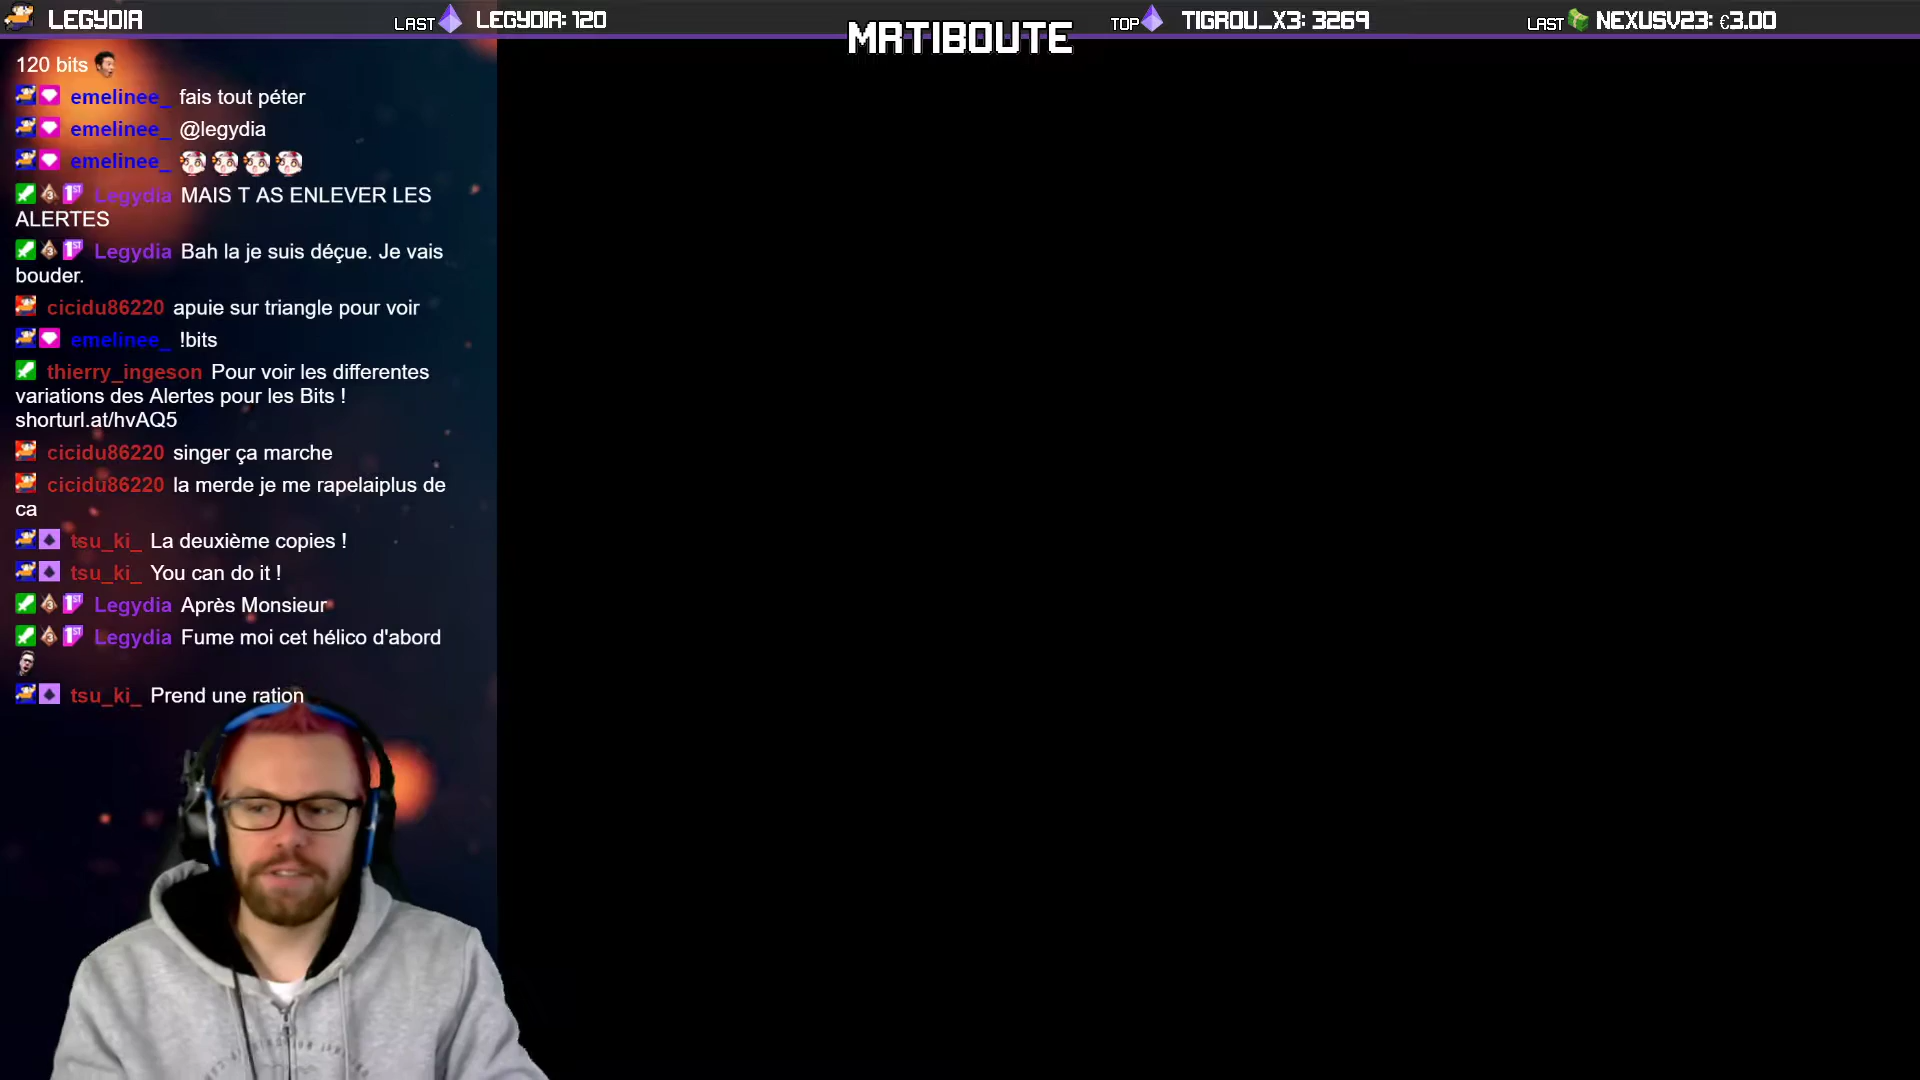 LEGYDIA
LAST LEGYDIA: 120
MATIBOUTE
TOP TIGROU_X3: 3269
LAST NEXUSV23: €3.00
120 bits
emelinee_ fais tout péter
emelinee_ @legydia
emelinee_
Legydia MAIS T AS ENLEVER LES
ALERTES
Legydia Bah la je suis déçue. Je vais
bouder.
cicidu86220 apuie sur triangle pour voir
emelinee_ !bits
thierry_ingeson Pour voir les differentes
variations des Alertes pour les Bits !
shorturl.at/hvAQ5
cicidu86220 singer ça marche
cicidu86220 la merde je me rapelaiplus de
ca
tsu_ki_ La deuxième copies !
tsu_ki_ You can do it !
Legydia Après Monsieur
Legydia Fume moi cet hélico d'abord
tsu_ki_ Prend une ration